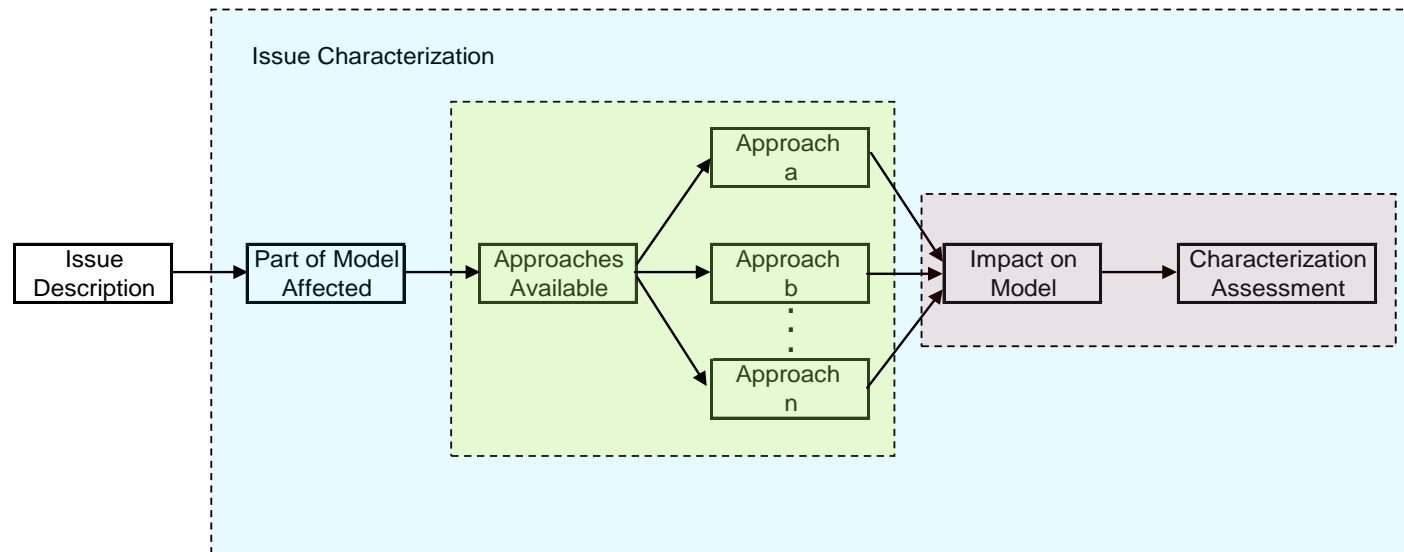 Issue Characterization
Approach
a
Issue
Description
Part of Model
Affected
Approaches
Available
Approach
b
Impact on
Model
Characterization
Assessment
Approach
n